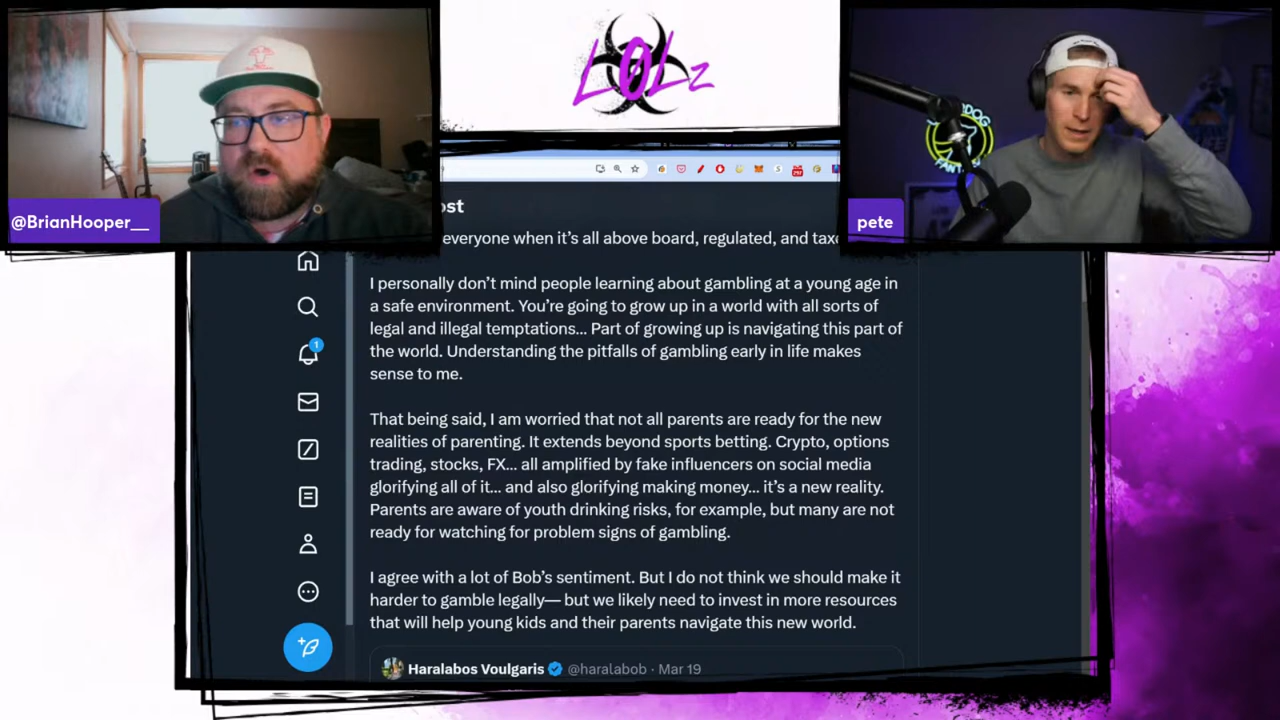 LOLz
@BrianHooper__
pete
ost
everyone when it's all above board, regulated, and taxe
I personally don't mind people learning about gambling at a young age in
a safe environment. You're going to grow up in a world with all sorts of
legal and illegal temptations... Part of growing up is navigating this part of
the world. Understanding the pitfalls of gambling early in life makes
sense to me.
That being said, I am worried that not all parents are ready for the new
realities of parenting. It extends beyond sports betting. Crypto, options
trading, stocks, FX... all amplified by fake influencers on social media
glorifying all of it... and also glorifying making money... it's a new reality.
Parents are aware of youth drinking risks, for example, but many are not
ready for watching for problem signs of gambling.
I agree with a lot of Bob's sentiment. But I do not think we should make it
harder to gamble legally— but we likely need to invest in more resources
that will help young kids and their parents navigate this new world.
Haralabos Voulgaris @haralabob · Mar 19
1